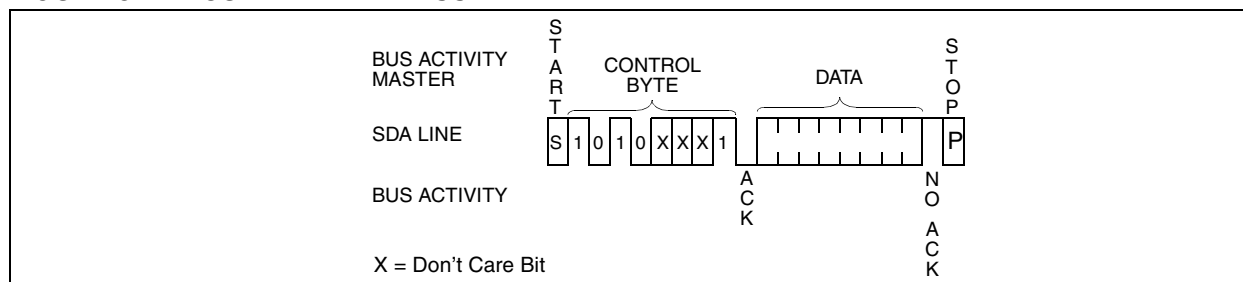 BUS ACTIVITY
MASTER
START
CONTROL
BYTE
DATA
STOP
SDA LINE
S 1 0 1 0 X X X 1
P
BUS ACTIVITY
ACK
NO ACK
X = Don't Care Bit